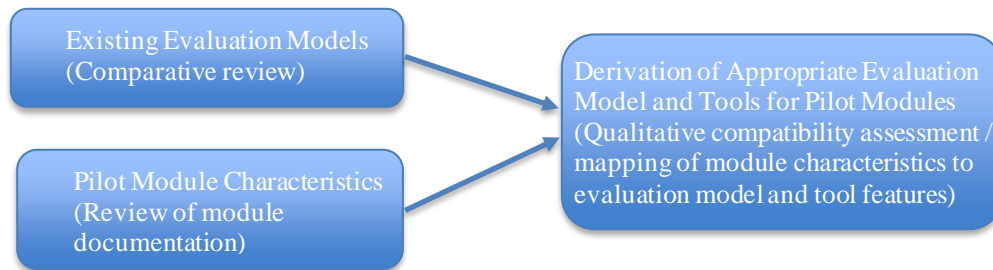 Existing Evaluation Models
(Comparative review)
Pilot Module Characteristics
(Review of module
documentation)
Derivation of Appropriate Evaluation
Model and Tools for Pilot Modules
(Qualitative compatibility assessment /
mapping of module characteristics to
evaluation model and tool features)